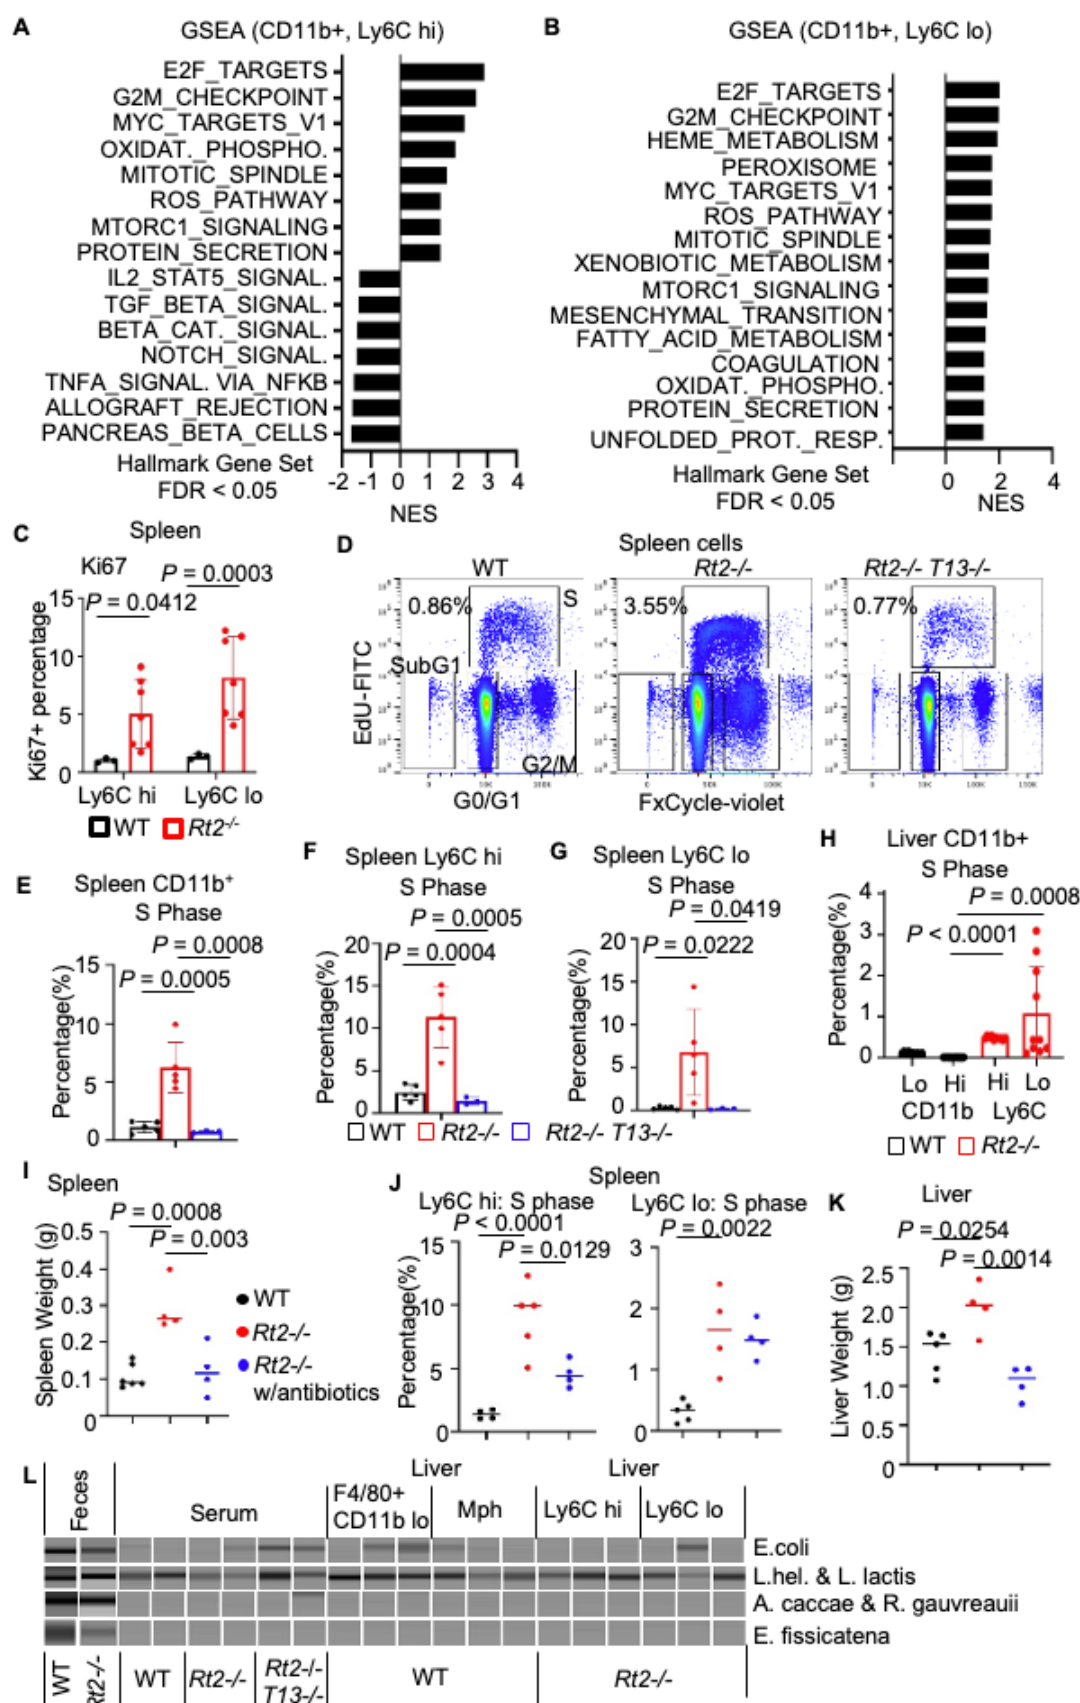 A
GSEA (CD11b+, Ly6C hi)
E2F_TARGETS
G2M_CHECKPOINT
MYC_TARGETS_V1
OXIDAT._PHOSPHO.
MITOTIC_SPINDLE
ROS_PATHWAY
MTORC1_SIGNALING
PROTEIN_SECRETION
IL2_STAT5_SIGNAL.
TGF_BETA_SIGNAL.
BETA_CAT._SIGNAL.
NOTCH_SIGNAL.
TNFA_SIGNAL. VIA_NFKB
ALLOGRAFT_REJECTION
PANCREAS_BETA_CELLS
Hallmark Gene Set
FDR < 0.05
-2 -1 0 1 2 3 4
NES
B
GSEA (CD11b+, Ly6C lo)
E2F_TARGETS
G2M_CHECKPOINT
HEME_METABOLISM
PEROXISOME
MYC_TARGETS_V1
ROS_PATHWAY
MITOTIC_SPINDLE
XENOBIOTIC_METABOLISM
MTORC1_SIGNALING
MESENCHYMAL_TRANSITION
FATTY_ACID_METABOLISM
COAGULATION
OXIDAT._PHOSPHO.
PROTEIN_SECRETION
UNFOLDED_PROT._RESP.
Hallmark Gene Set
FDR < 0.05
0 2 4
NES
C
Spleen
Ki67
P = 0.0003
P = 0.0412
Ki67+ percentage
15
10
5
0
Ly6C hi Ly6C lo
WT Rt2-/-
D
Spleen cells
WT Rt2-/- Rt2-/- T13-/-
0.86% S
3.55%
0.77%
SubG1
G2/M
EdU-FITC
G0/G1
FxCycle-violet
E
Spleen CD11b+
S Phase
P = 0.0008
P = 0.0005
Percentage(%)
15
10
5
0
F
Spleen Ly6C hi
S Phase
P = 0.0005
P = 0.0004
Percentage(%)
20
15
10
5
0
G
Spleen Ly6C lo
S Phase
P = 0.0419
P = 0.0222
Percentage(%)
20
15
10
5
0
WT Rt2-/- Rt2-/- T13-/-
H
Liver CD11b+
S Phase
P = 0.0008
P < 0.0001
Percentage(%)
4
3
2
1
0
Lo Hi Hi Lo
CD11b Ly6C
WT Rt2-/-
I
Spleen
P = 0.0008
P = 0.003
Spleen Weight (g)
0.5
0.4
0.3
0.2
0.1
0
WT
Rt2-/-
Rt2-/-
w/antibiotics
J
Spleen
Ly6C hi: S phase
P < 0.0001
P = 0.0129
Percentage(%)
15
10
5
0
Ly6C lo: S phase
P = 0.0022
3
2
1
0
K
Liver
P = 0.0254
P = 0.0014
Liver Weight (g)
2.5
2.0
1.5
1.0
0.5
0
L
Feces
Serum
Liver
F4/80+
CD11b lo
Mph
Liver
Ly6C hi
Ly6C lo
E.coli
L.hel. & L. lactis
A. caccae & R. gauvreauii
E. fissicatena
WT
Rt2-/-
WT
Rt2-/-
Rt2-/-
T13-/-
WT
Rt2-/-